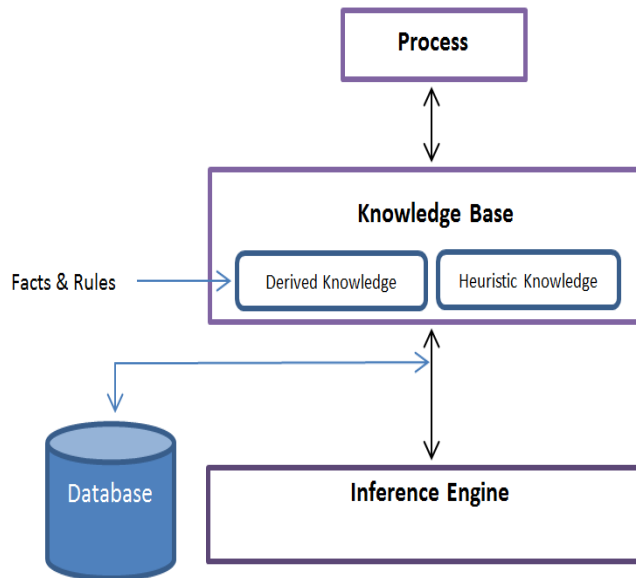 Process
Knowledge Base
Facts & Rules
Derived Knowledge
Heuristic Knowledge
Database
Inference Engine